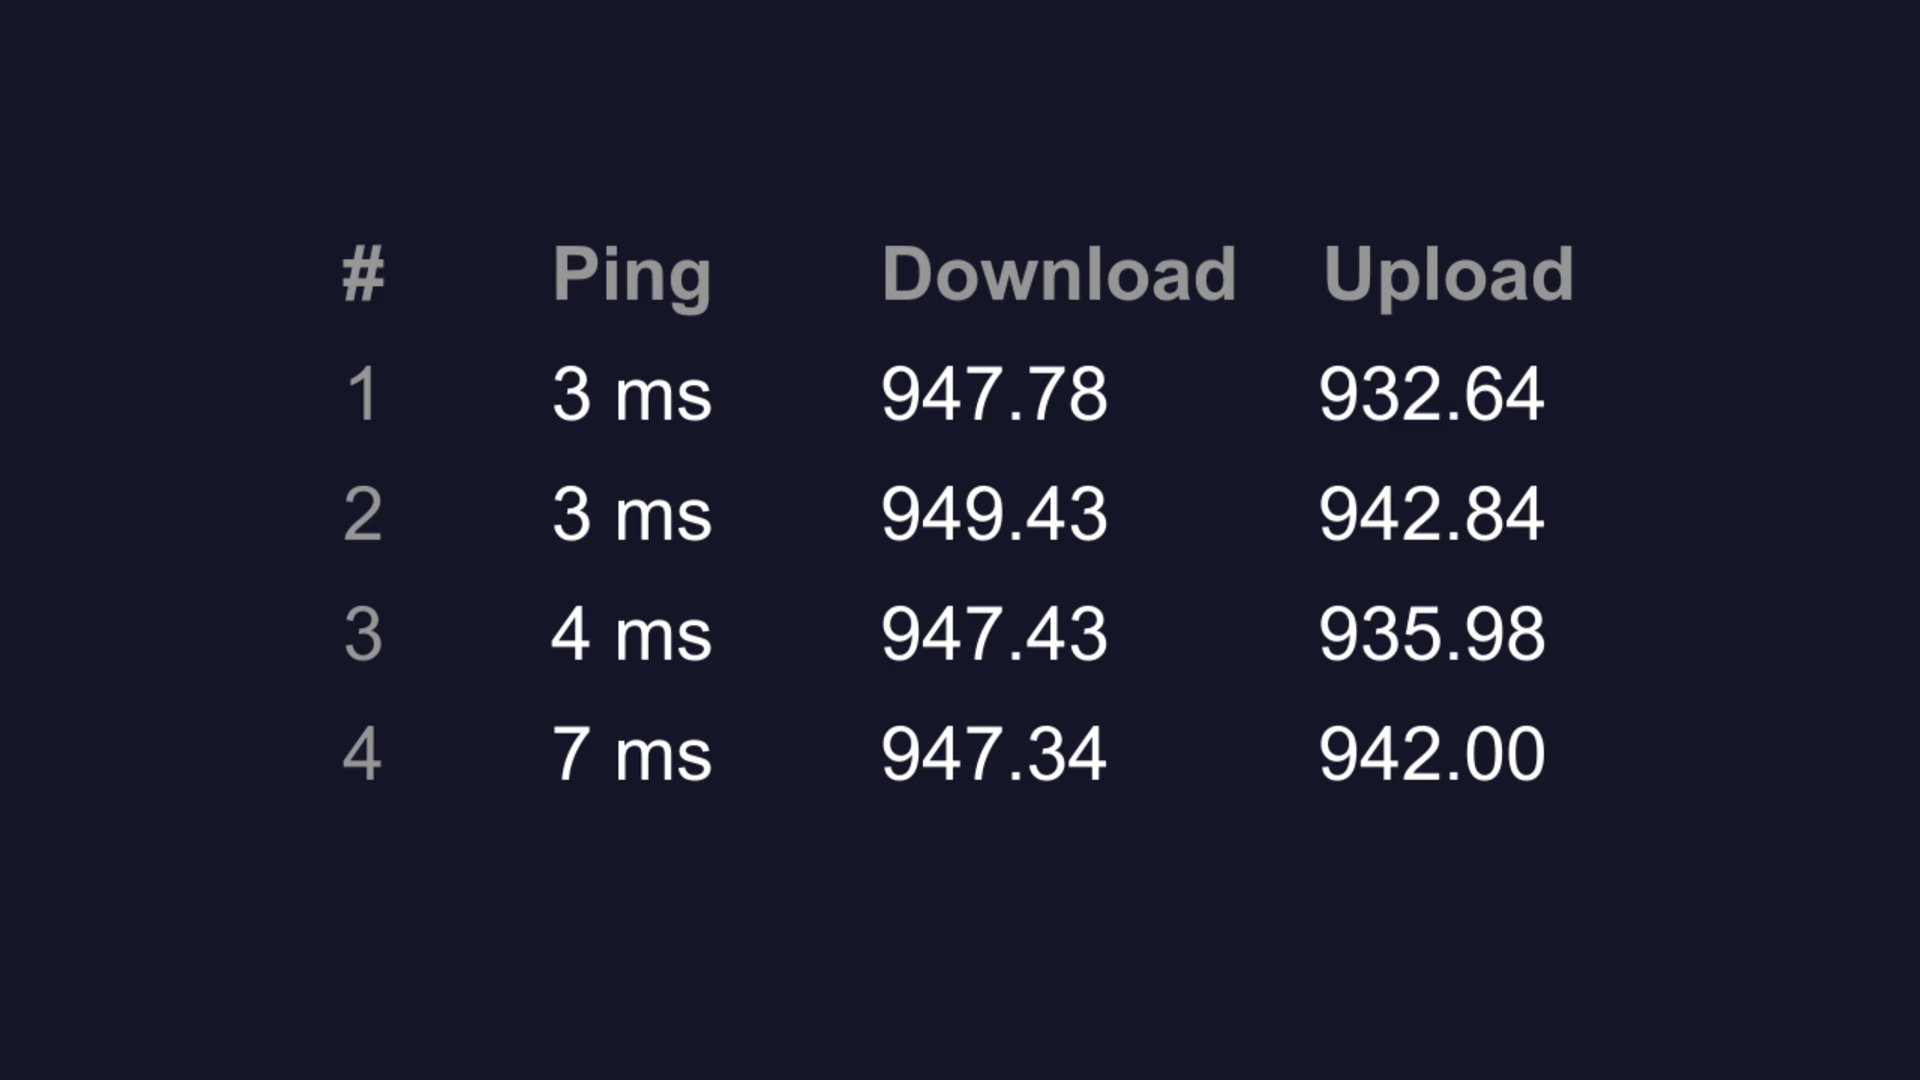 # Ping Download Upload
1 3 ms 947.78 932.64
2 3 ms 949.43 942.84
3 4 ms 947.43 935.98
4 7 ms 947.34 942.00